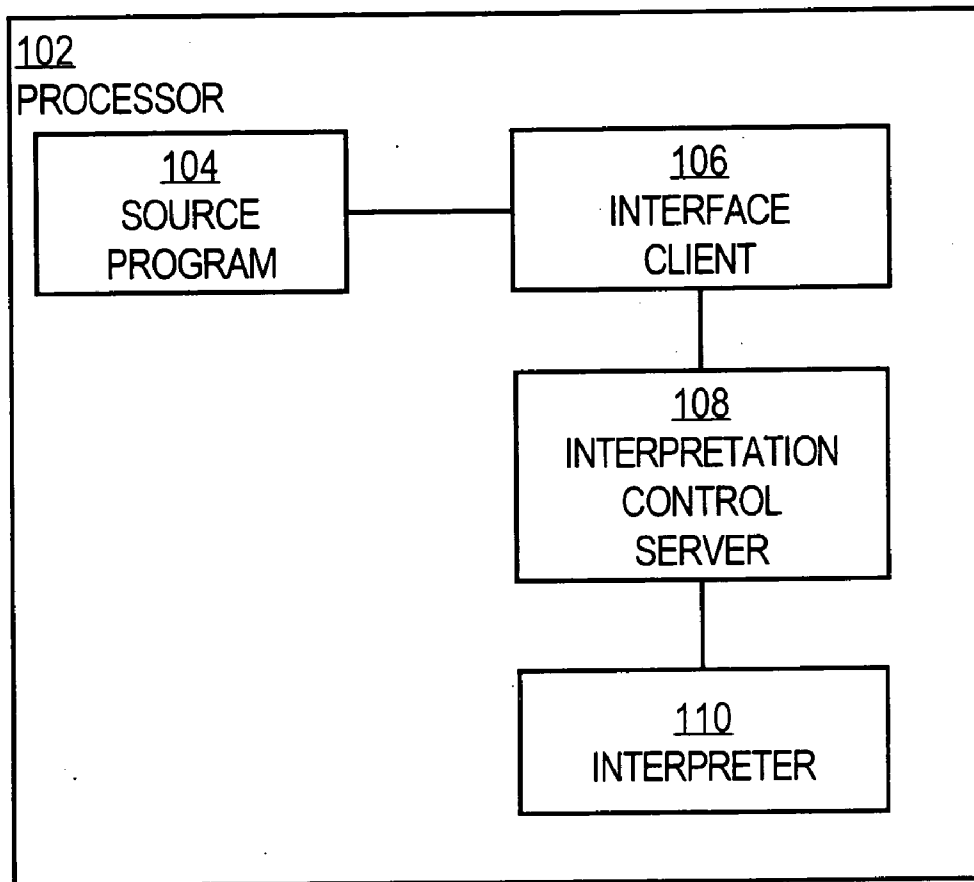 102
PROCESSOR
104
SOURCE
PROGRAM
106
INTERFACE
CLIENT
108
INTERPRETATION
CONTROL
SERVER
110
INTERPRETER